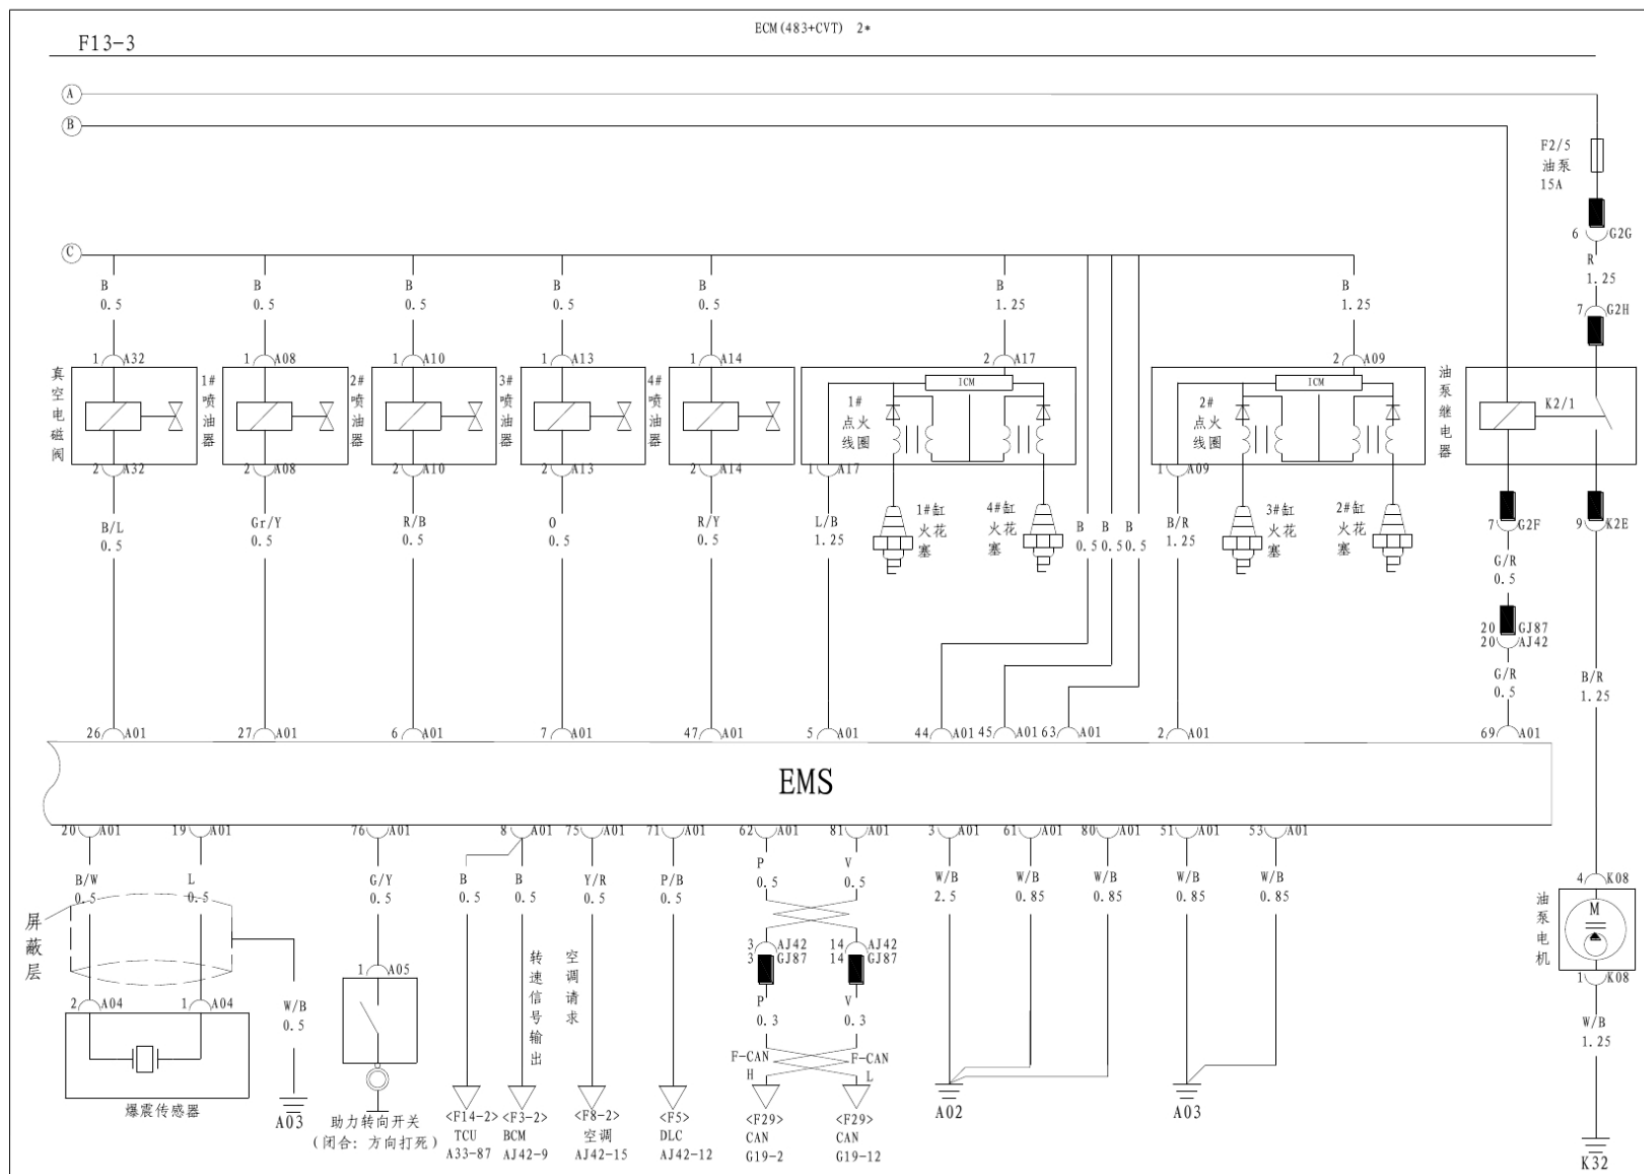 ECM(483+CVT)  2*
F13-3
A
B
F2/5
油泵
15A
6 G2G
R
1.25
7 G2H
C
B
0.5
B
0.5
B
0.5
B
0.5
B
0.5
B
1.25
B
1.25
1 A32
1 A08
1 A10
1 A13
1 A14
2 A17
2 A09
真空电磁阀
1#喷油器
2#喷油器
3#喷油器
4#喷油器
ICM
1#
点火
线圈
ICM
2#
点火
线圈
油泵继电器
K2/1
2 A32
2 A08
2 A10
2 A13
2 A14
1 A17
1 A09
B/L
0.5
Gr/Y
0.5
R/B
0.5
O
0.5
R/Y
0.5
L/B
1.25
1#缸
火花
塞
4#缸
火花
塞
B
0.5
B
0.5
B
0.5
B/R
1.25
3#缸
火花
塞
2#缸
火花
塞
7 G2F
9 K2E
G/R
0.5
20 GJ87
20 AJ42
G/R
0.5
B/R
1.25
26 A01
27 A01
6 A01
7 A01
47 A01
5 A01
44 A01
45 A01
63 A01
2 A01
69 A01
EMS
20 A01
19 A01
76 A01
8 A01
75 A01
71 A01
62 A01
81 A01
3 A01
61 A01
80 A01
51 A01
53 A01
B/W
0.5
L
0.5
G/Y
0.5
B
0.5
B
0.5
Y/R
0.5
P/B
0.5
P
0.5
V
0.5
W/B
2.5
W/B
0.85
W/B
0.85
W/B
0.85
W/B
0.85
4 K08
油泵电机
M
1 K08
W/B
1.25
K32
屏蔽层
2 A04
1 A04
W/B
0.5
爆震传感器
A03
1 A05
助力转向开关
(闭合: 方向打死)
转速信号输出
空调请求
3 AJ42
3 GJ87
14 AJ42
14 GJ87
P
0.3
V
0.3
F-CAN
H
F-CAN
L
<F14-2>
TCU
A33-87
<F3-2>
BCM
AJ42-9
<F8-2>
空调
AJ42-15
<F5>
DLC
AJ42-12
<F29>
CAN
G19-2
<F29>
CAN
G19-12
A02
A03